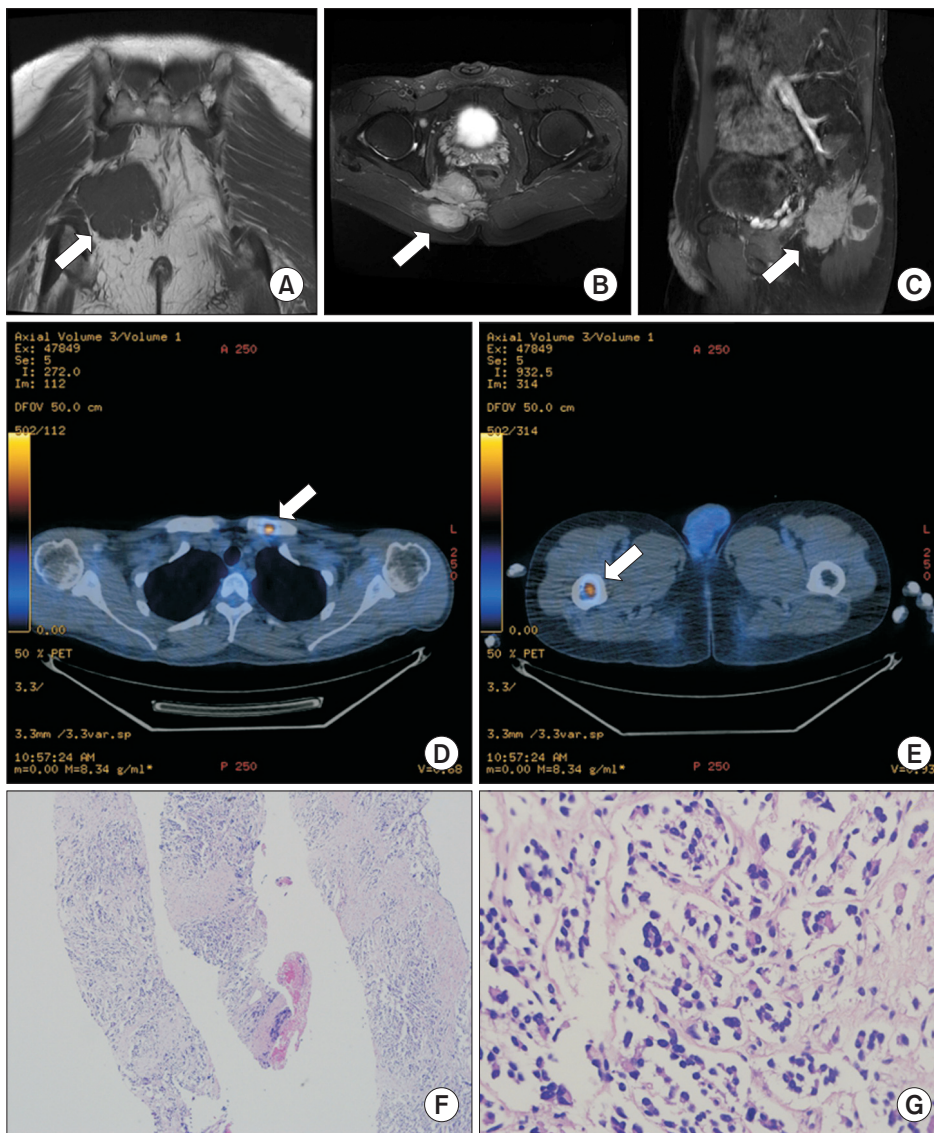 A
B
C
Axial Volume 3/Volume 1
Ex: 47849
Se: 5
I: 272.0
Im: 112
DFOV 50.0 cm
502/112
A 250
L 250
0.00
50 % PET
3.3/
3.3mm /3.3var.sp
10:57:24 AM
m=0.00 M=8.34 g/ml*
P 250
D
Axial Volume 3/Volume 1
Ex: 47849
Se: 5
I: 932.5
Im: 314
DFOV 50.0 cm
502/314
A 250
L 250
0.00
50 % PET
3.3/
3.3mm /3.3var.sp
10:57:24 AM
m=0.00 M=8.34 g/ml*
P 250
E
F
G